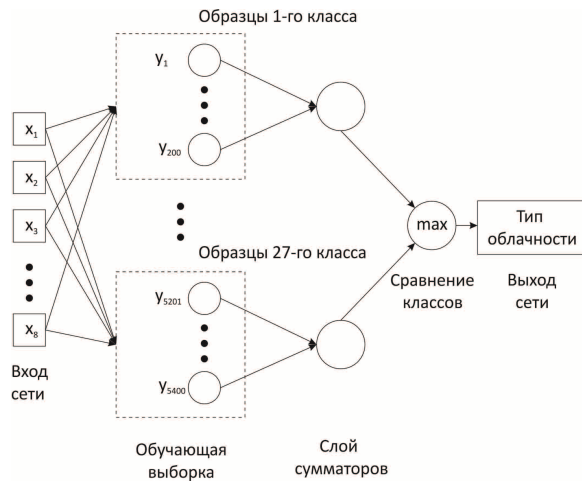 Образцы 1-го класса
y1
y200
x1
x2
x3
x8
Вход
сети
Образцы 27-го класса
y5201
y5400
max
Сравнение
классов
Тип
облачности
Выход
сети
Обучающая
выборка
Слой
сумматоров